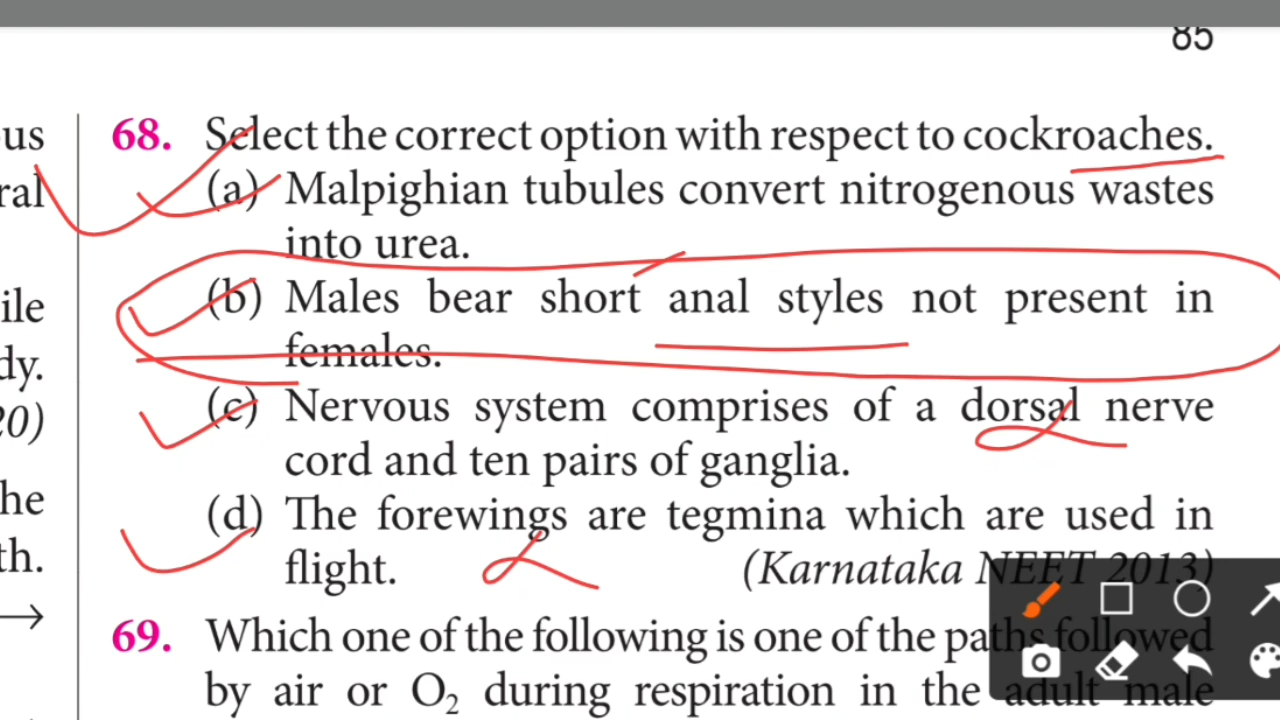 85
ous
ral
ile
dy.
20)
he
th.
68. Select the correct option with respect to cockroaches.
(a) Malpighian tubules convert nitrogenous wastes
into urea.
(b) Males bear short anal styles not present in
females.
(c) Nervous system comprises of a dorsal nerve
cord and ten pairs of ganglia.
(d) The forewings are tegmina which are used in
flight. (Karnataka NEET 2013)
69. Which one of the following is one of the paths followed
by air or O₂ during respiration in the adult male